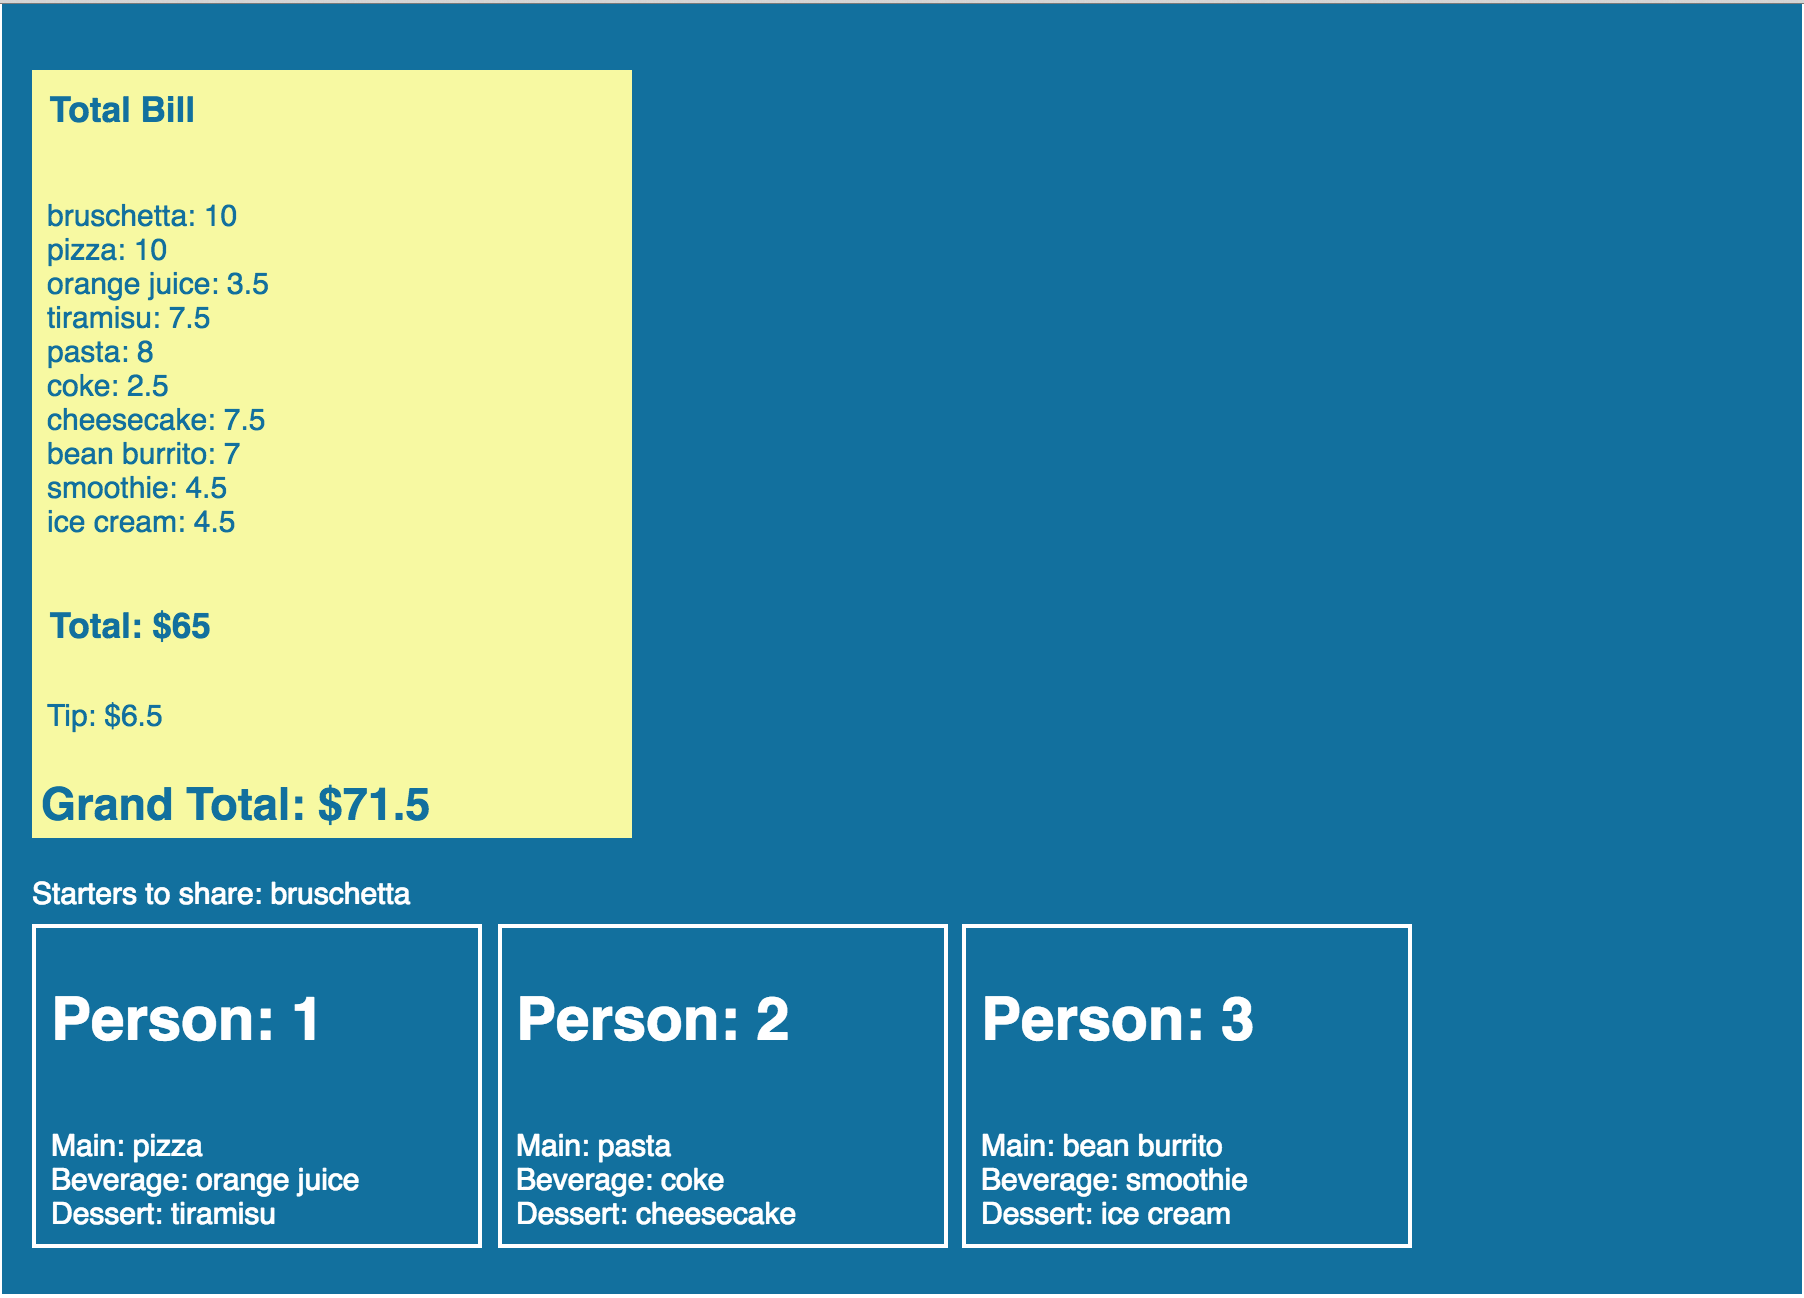 Total Bill
bruschetta: 10
pizza: 10
orange juice: 3.5
tiramisu: 7.5
pasta: 8
coke: 2.5
cheesecake: 7.5
bean burrito: 7
smoothie: 4.5
ice cream: 4.5
Total: $65
Tip: $6.5
Grand Total: $71.5
Starters to share: bruschetta
Person: 1
Main: pizza
Beverage: orange juice
Dessert: tiramisu
Person: 2
Main: pasta
Beverage: coke
Dessert: cheesecake
Person: 3
Main: bean burrito
Beverage: smoothie
Dessert: ice cream